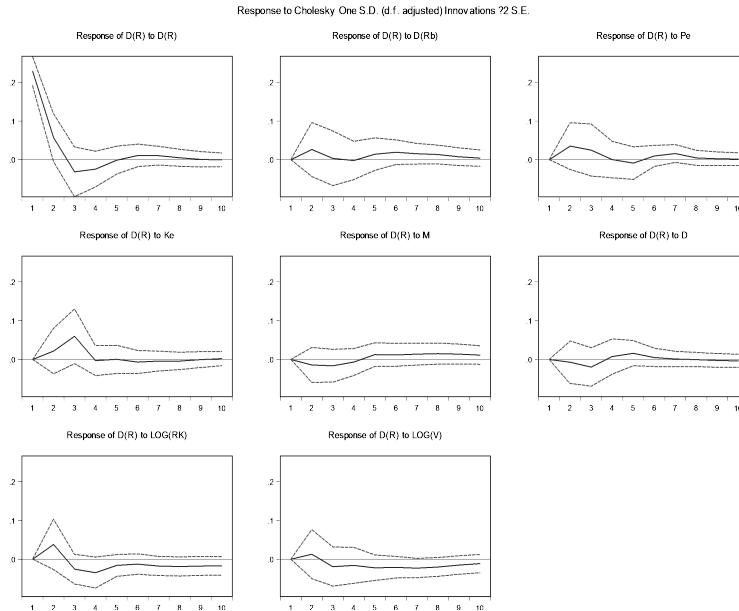 Response to Cholesky One S.D. (d.f. adjusted) Innovations ?2 S.E.
Response of D(R) to D(R)
Response of D(R) to D(Rb)
Response of D(R) to Pe
.2
.1
.0
1 2 3 4 5 6 7 8 9 10
.2
.1
.0
1 2 3 4 5 6 7 8 9 10
.2
.1
.0
1 2 3 4 5 6 7 8 9
Response of D(R) to Ke
Response of D(R) to M
Response of D(R) to D
.2
.1
.0
1 2 3 4 5 6 7 8 9 10
.2
.1
.0
1 2 3 4 5 6 7 8 9 10
.2
.1
.0
1 2 3 4 5 6 7 8 9
Response of D(R) to LOG(RK)
Response of D(R) to LOG(V)
.2
.1
.0
1 2 3 4 5 6 7 8 9 10
.2
.1
.0
1 2 3 4 5 6 7 8 9 10